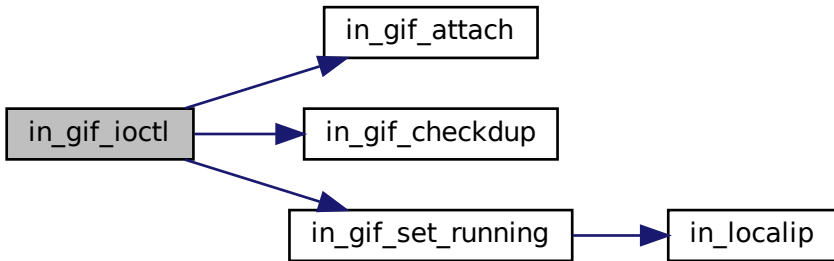 in_gif_attach
in_gif_ioctl
in_gif_checkdup
in_gif_set_running
in_localip